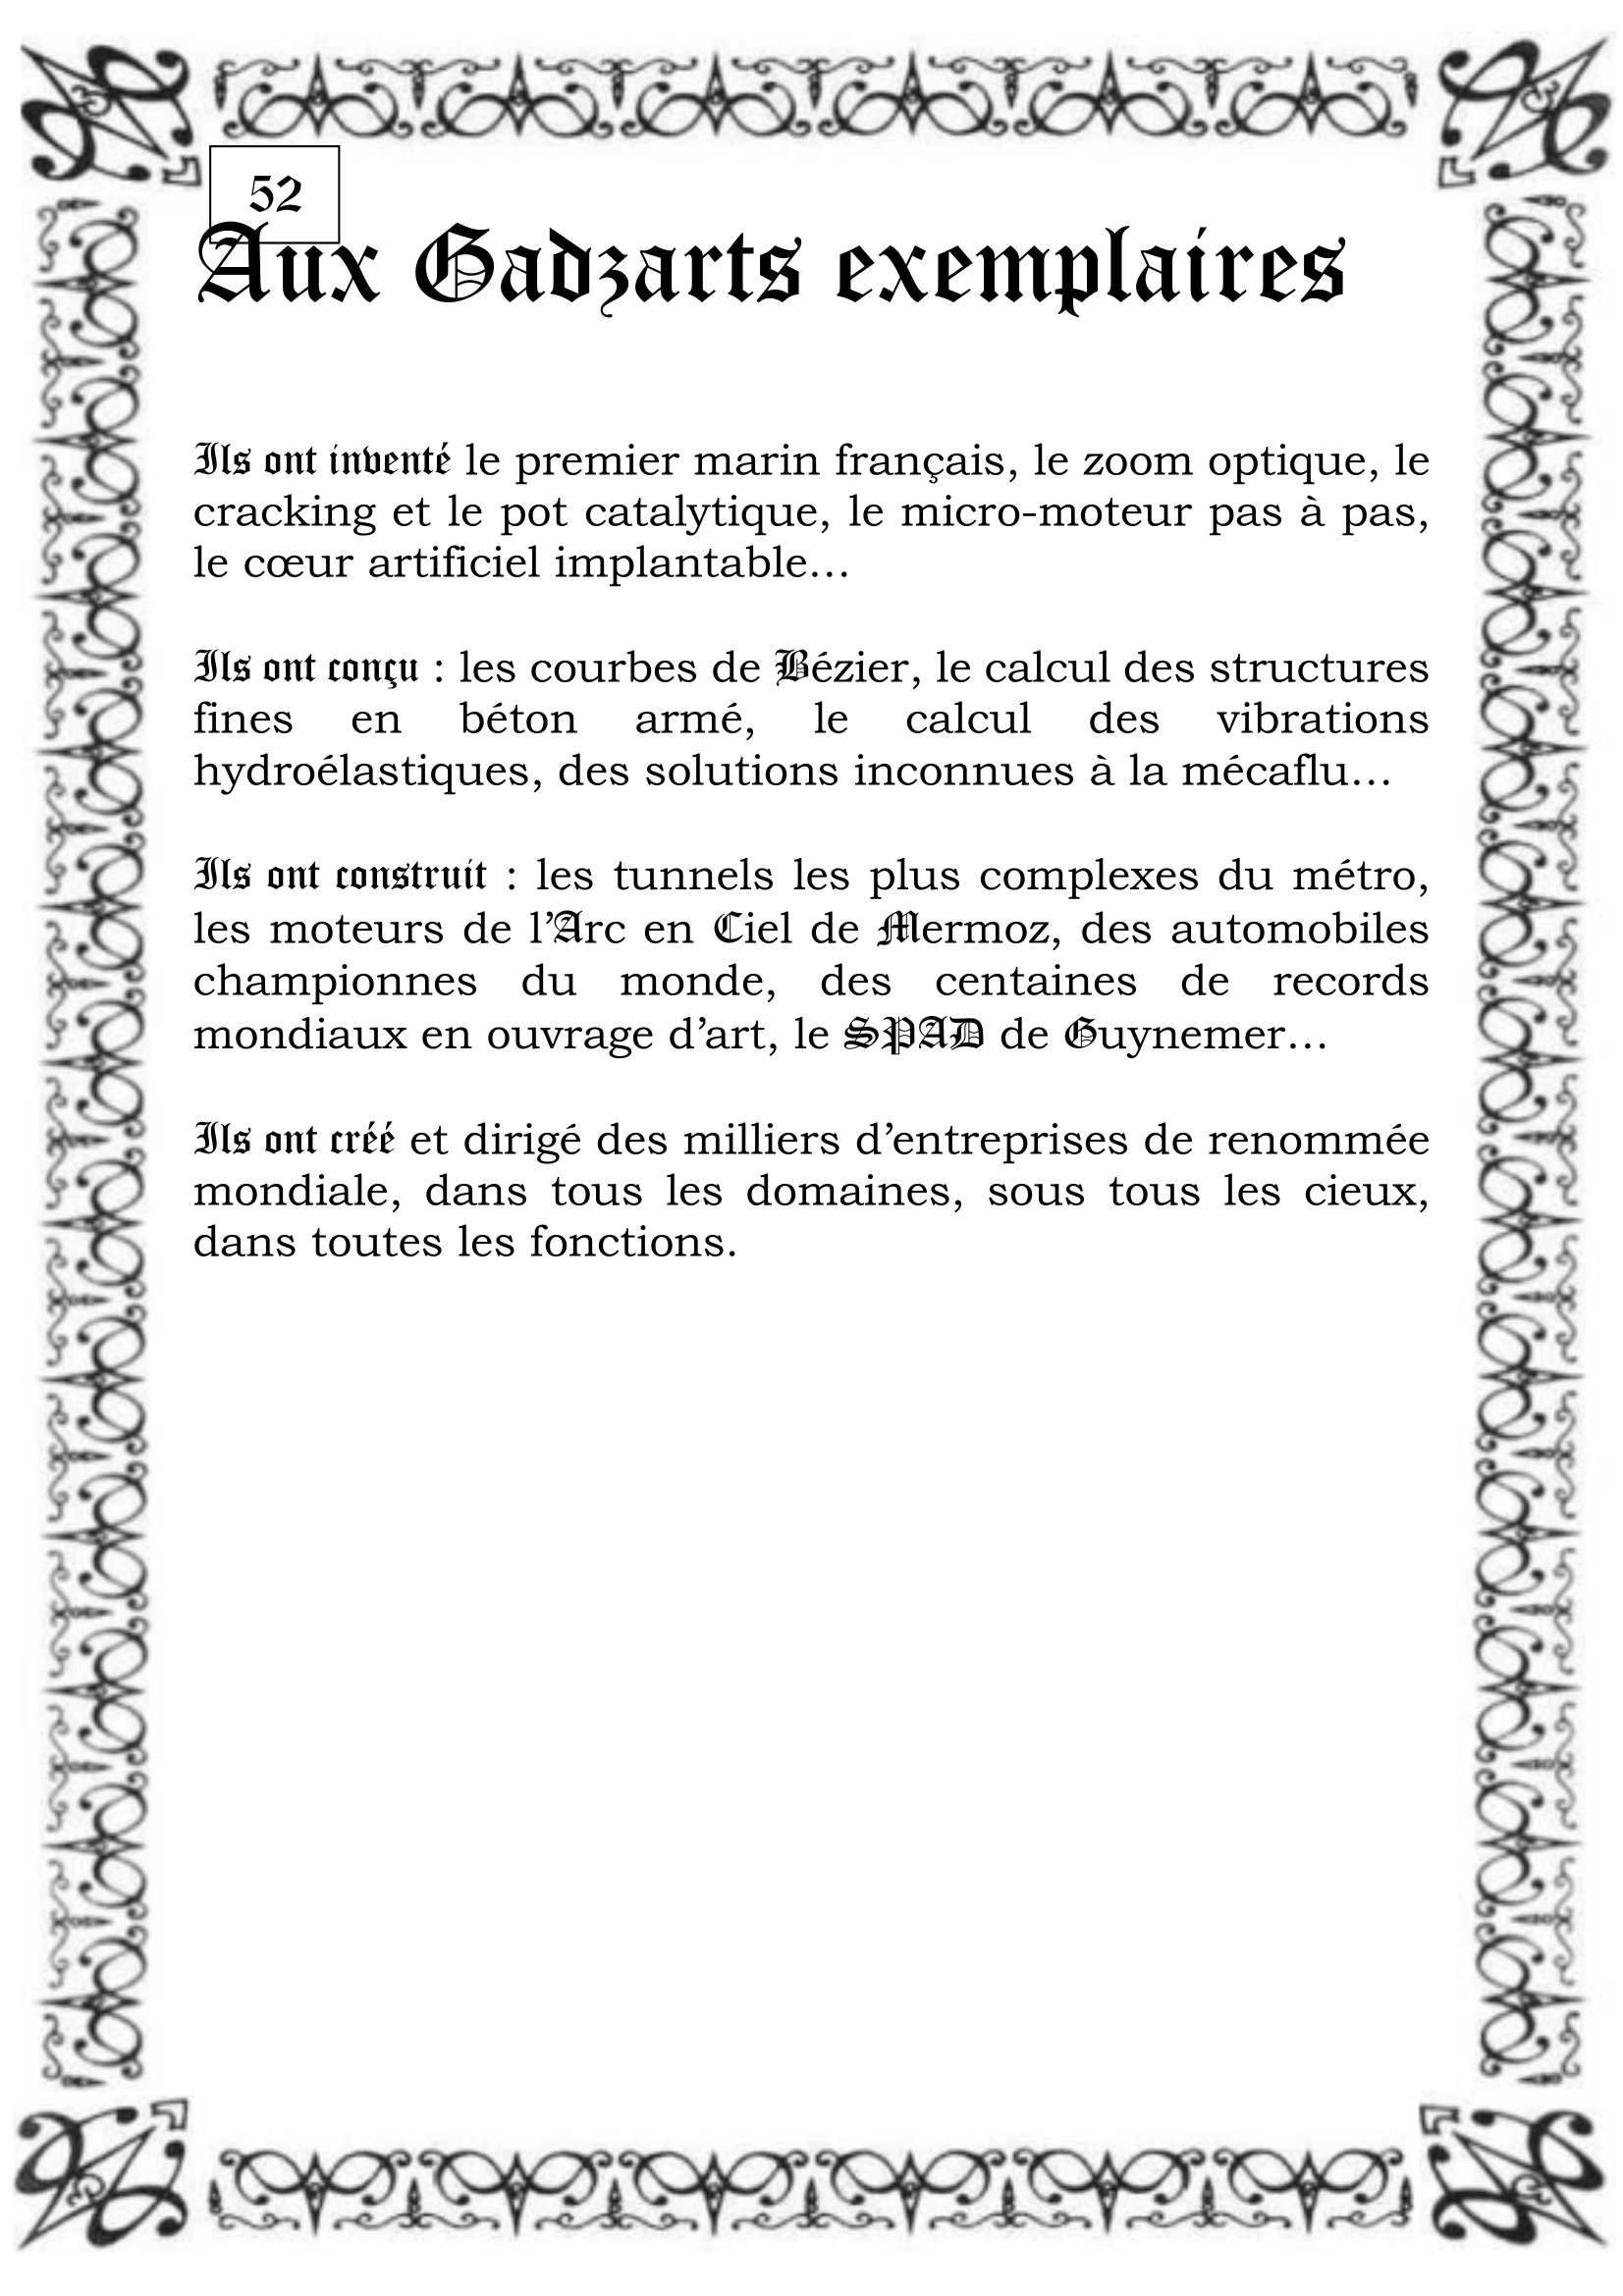 52
Aux Gadzarts exemplaires
Ils ont inventé le premier marin français, le zoom optique, le
cracking et le pot catalytique, le micro-moteur pas à pas,
le cœur artificiel implantable…
Ils ont conçu : les courbes de Bézier, le calcul des structures
fines en béton armé, le calcul des vibrations
hydroélastiques, des solutions inconnues à la mécaflu…
Ils ont construit : les tunnels les plus complexes du métro,
les moteurs de l’Arc en Ciel de Mermoz, des automobiles
championnes du monde, des centaines de records
mondiaux en ouvrage d’art, le SPAD de Guynemer…
Ils ont créé et dirigé des milliers d’entreprises de renommée
mondiale, dans tous les domaines, sous tous les cieux,
dans toutes les fonctions.